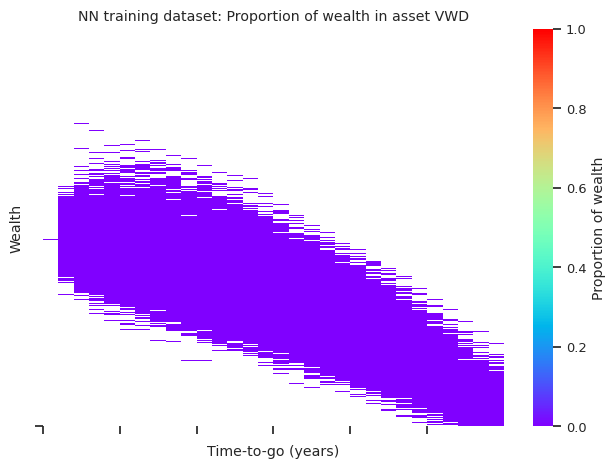 NN training dataset: Proportion of wealth in asset VWD
Wealth
Time-to-go (years)
1.0
0.8
0.6
0.4
0.2
0.0
Proportion of wealth